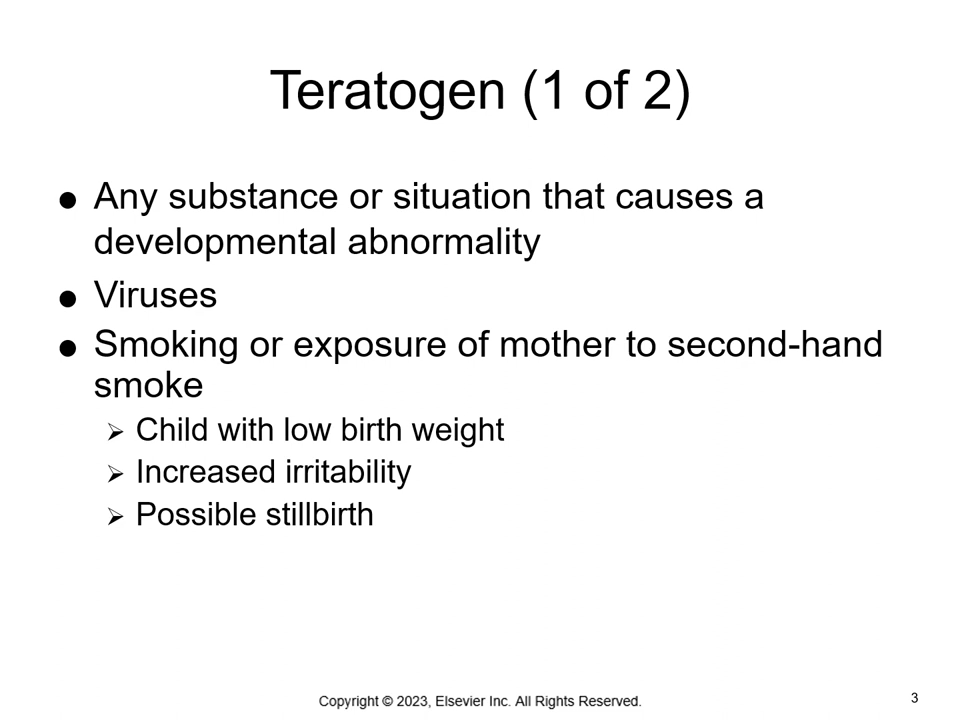 Teratogen (1 of 2)
● Any substance or situation that causes a
developmental abnormality
● Viruses
● Smoking or exposure of mother to second-hand
smoke
➢ Child with low birth weight
➢ Increased irritability
➢ Possible stillbirth
Copyright © 2023, Elsevier Inc. All Rights Reserved.
3